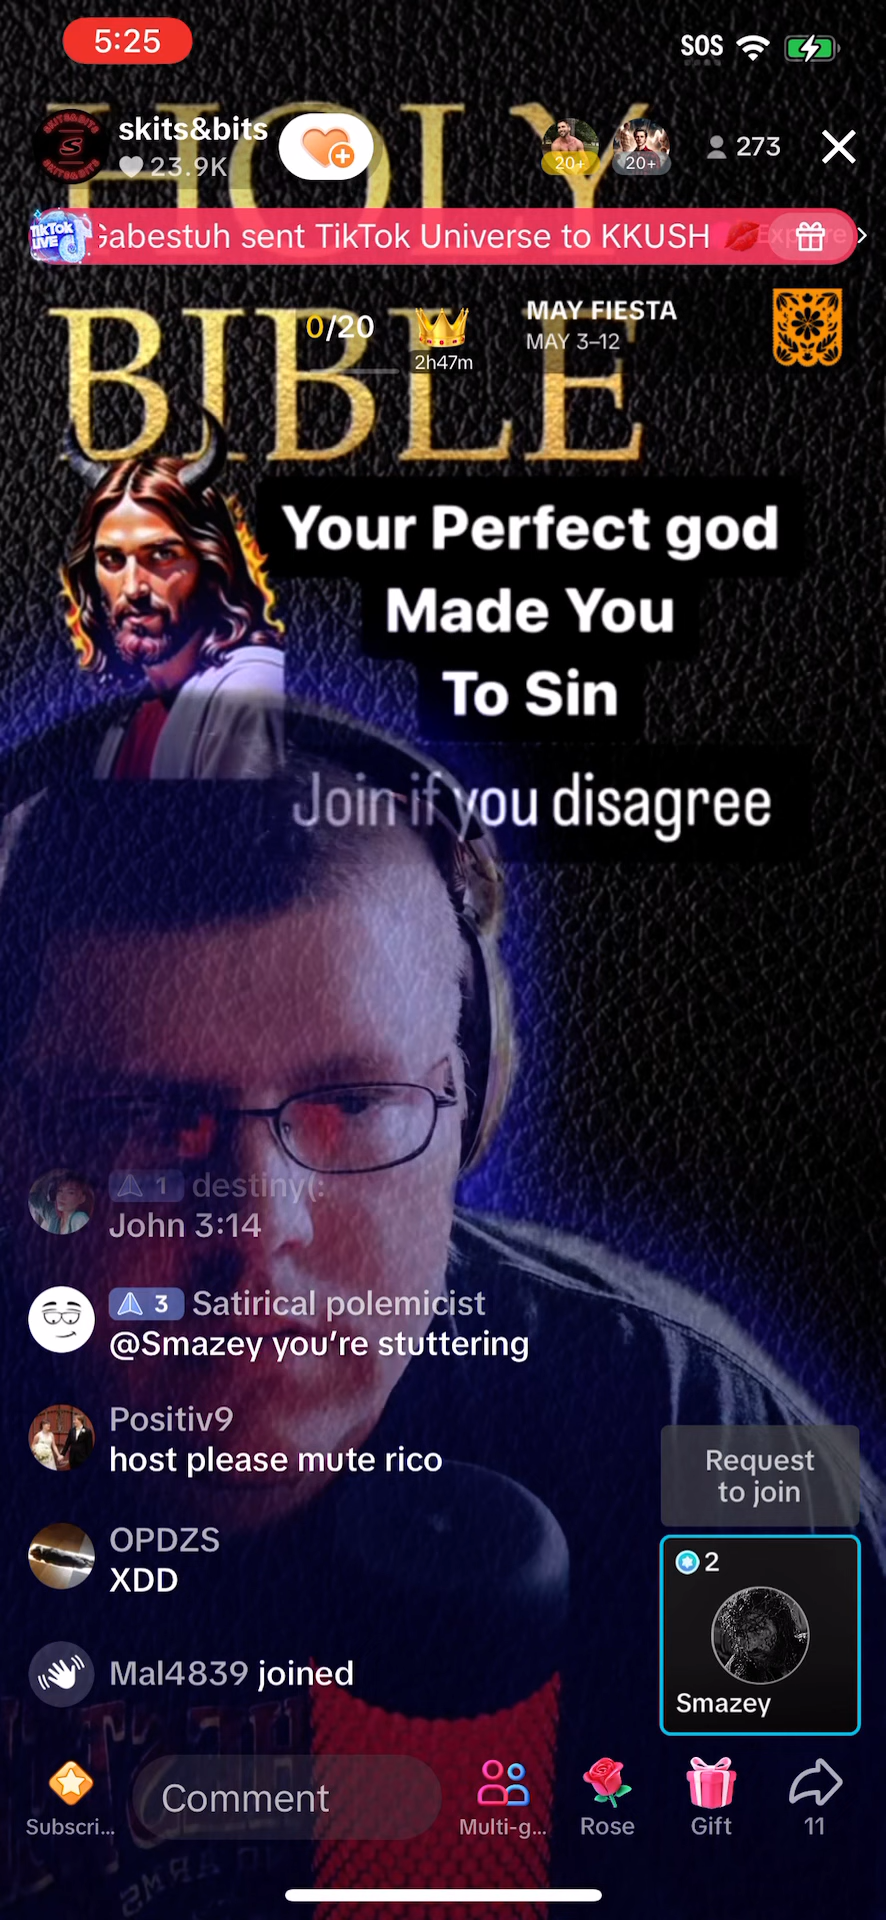 5:25
SOS
HOLY
skits&bits
23.9K
20+
20+
273
TikTok LIVE
Gabestuh sent TikTok Universe to KKUSH
BIBLE
0/20
2h47m
MAY FIESTA
MAY 3–12
Your Perfect god
Made You
To Sin
Join if you disagree
1 destiny(:
John 3:14
3 Satirical polemicist
@Smazey you're stuttering
Positiv9
host please mute rico
Request
to join
OPDZS
XDD
2
Mal4839 joined
Smazey
Subscri...
Comment
Multi-g...
Rose
Gift
11